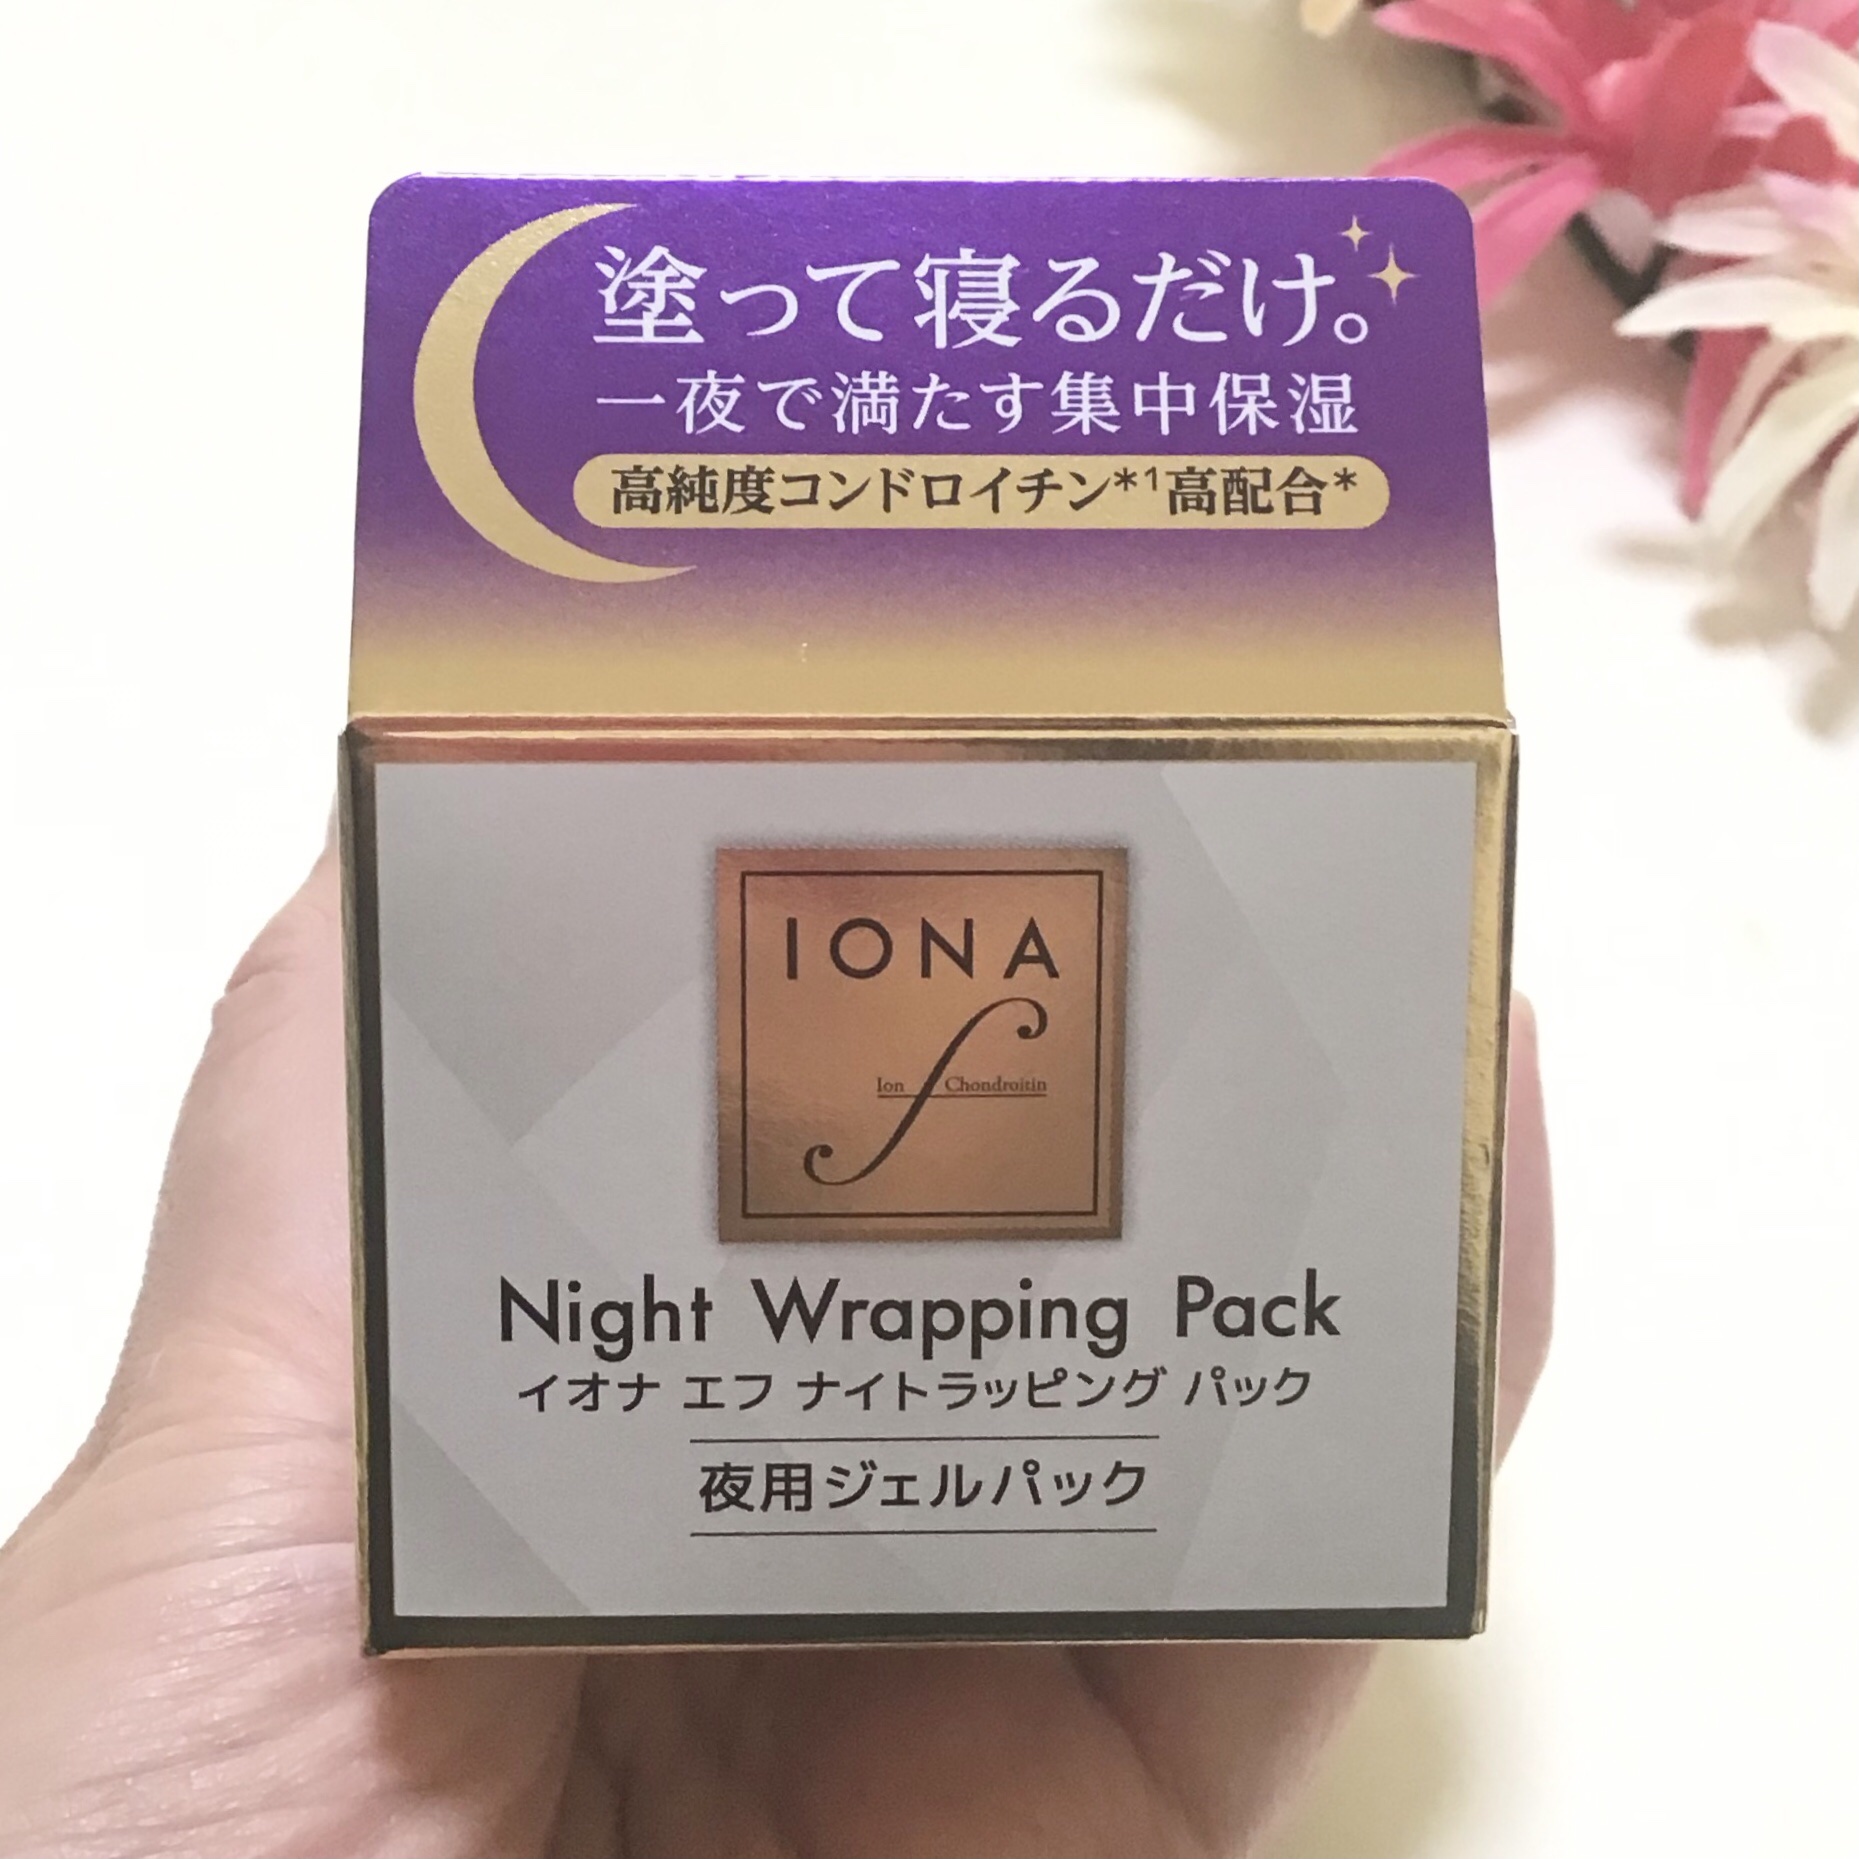 塗って寝るだけ。
一夜で満たす集中保湿
高純度コンドロイチン*1高配合*
IONA
f
Ion Chondroitin
Night Wrapping Pack
イオナ エフ ナイトラッピング パック
夜用ジェルパック